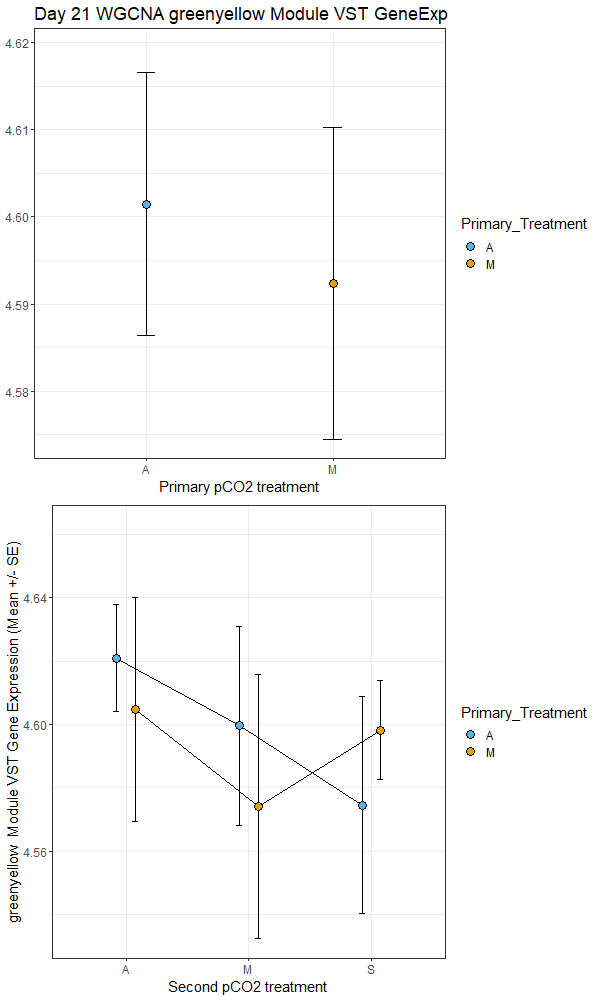 Day 21 WGCNA greenyellow Module VST GeneExp
4.62
4.61
4.60
4.59
4.58
A
M
Primary pCO2 treatment
Primary_Treatment
A
M
greenyellow Module VST Gene Expression (Mean +/- SE)
4.64
4.60
4.56
A
M
S
Second pCO2 treatment
Primary_Treatment
A
M